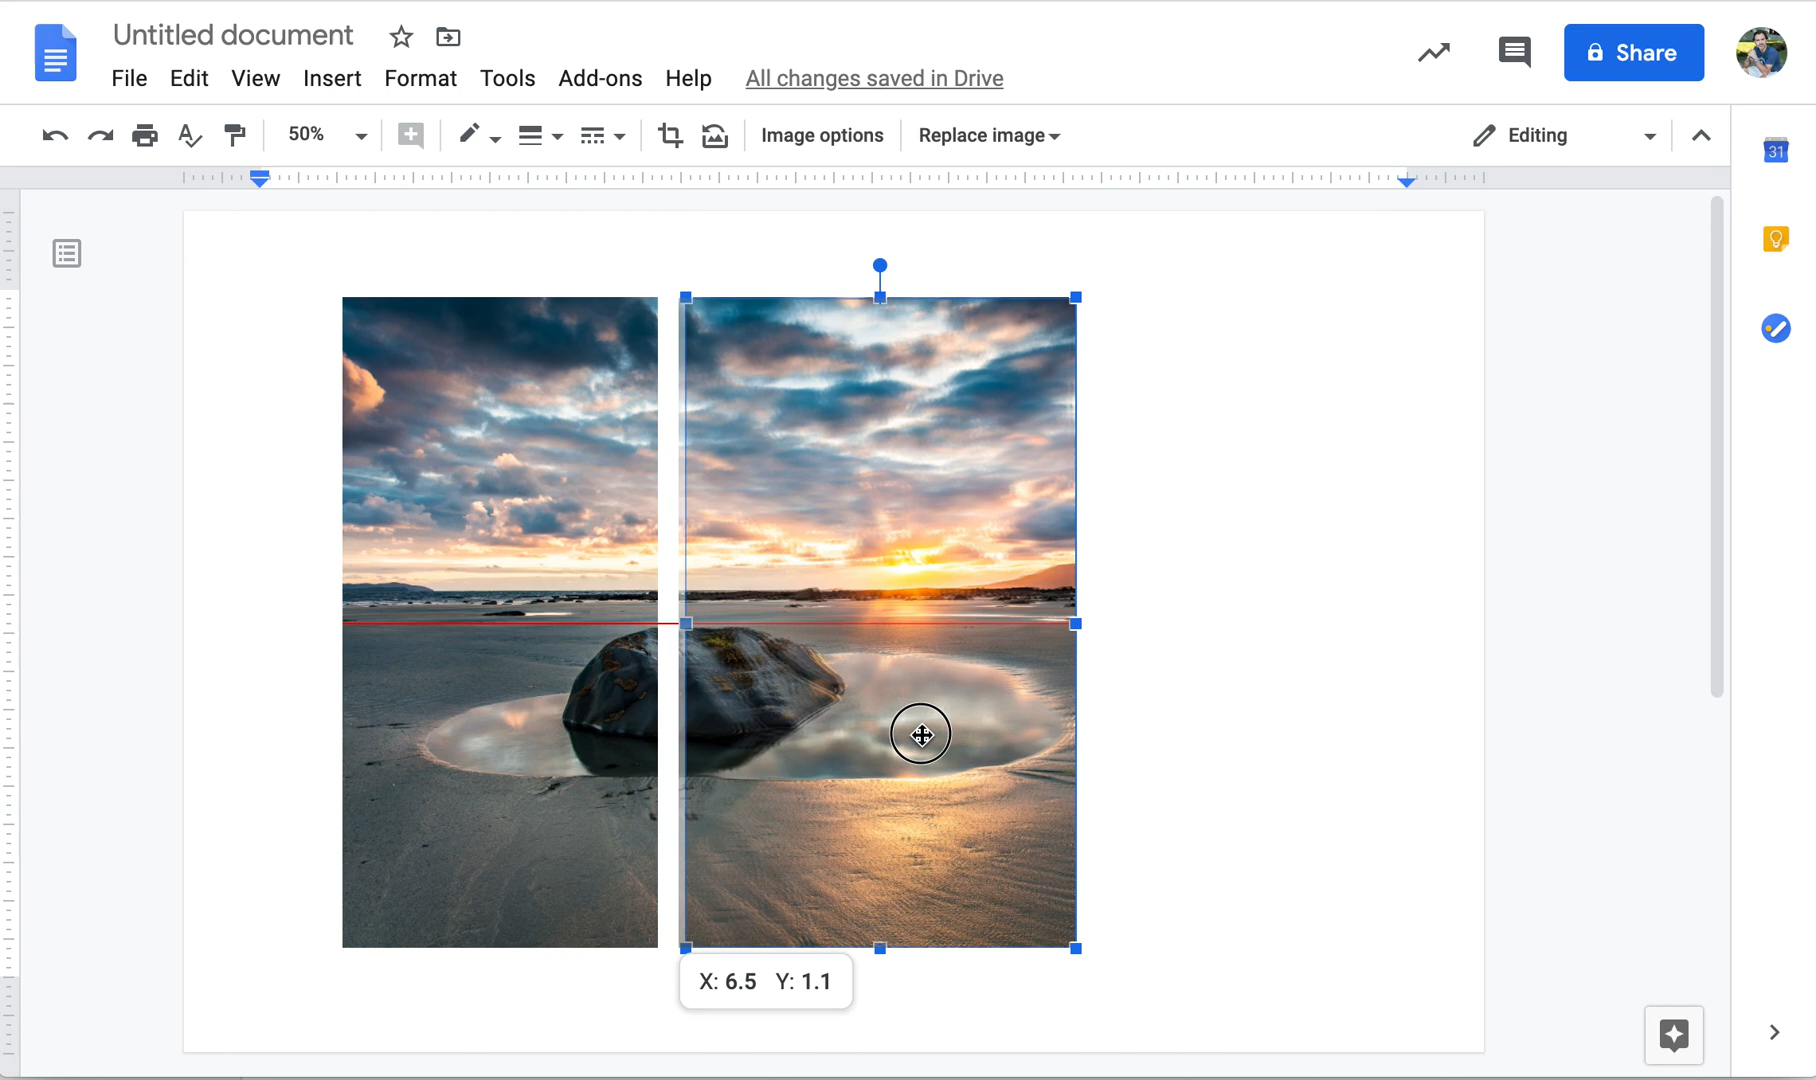 Untitled document
File Edit View Insert Format Tools Add-ons Help All changes saved in Drive
Share
50% Image options Replace image Editing
31
X: 6.5 Y: 1.1